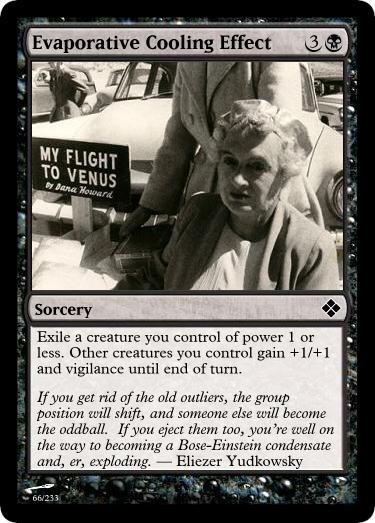 Evaporative Cooling Effect 3
MY FLIGHT
TO VENUS
by Dana Howard
Sorcery
Exile a creature you control of power 1 or
less. Other creatures you control gain +1/+1
and vigilance until end of turn.
If you get rid of the old outliers, the group
position will shift, and someone else will become
the oddball.  If you eject them too, you're well on
the way to becoming a Bose-Einstein condensate
and, er, exploding. — Eliezer Yudkowsky
66/233